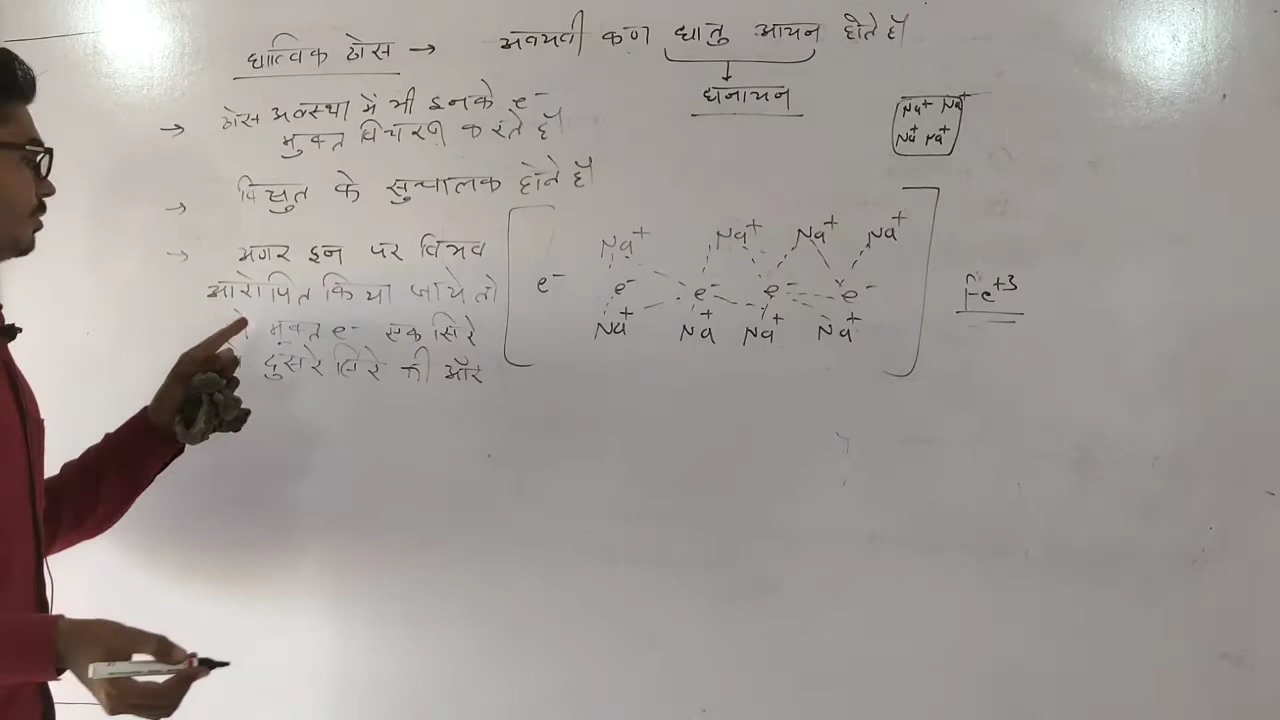 धात्विक ठोस → अवयवी कण धातु आयन होते हैं
धनायन
→ ठोस अवस्था में भी इनके e⁻
मुक्त विचरण करते हैं
→ विद्युत के सुचालक होते हैं
→ अगर इन पर विभव
आरोपित किया जाये तो
मुक्त e⁻ एक सिरे
दुसरे सिरे की ओर
Na⁺ Na⁺
Na⁺ Na⁺
Na⁺ Na⁺ Na⁺ Na⁺
e⁻ e⁻ e⁻ e⁻ e⁻
Na⁺ Na⁺ Na⁺ Na⁺
Fe⁺³